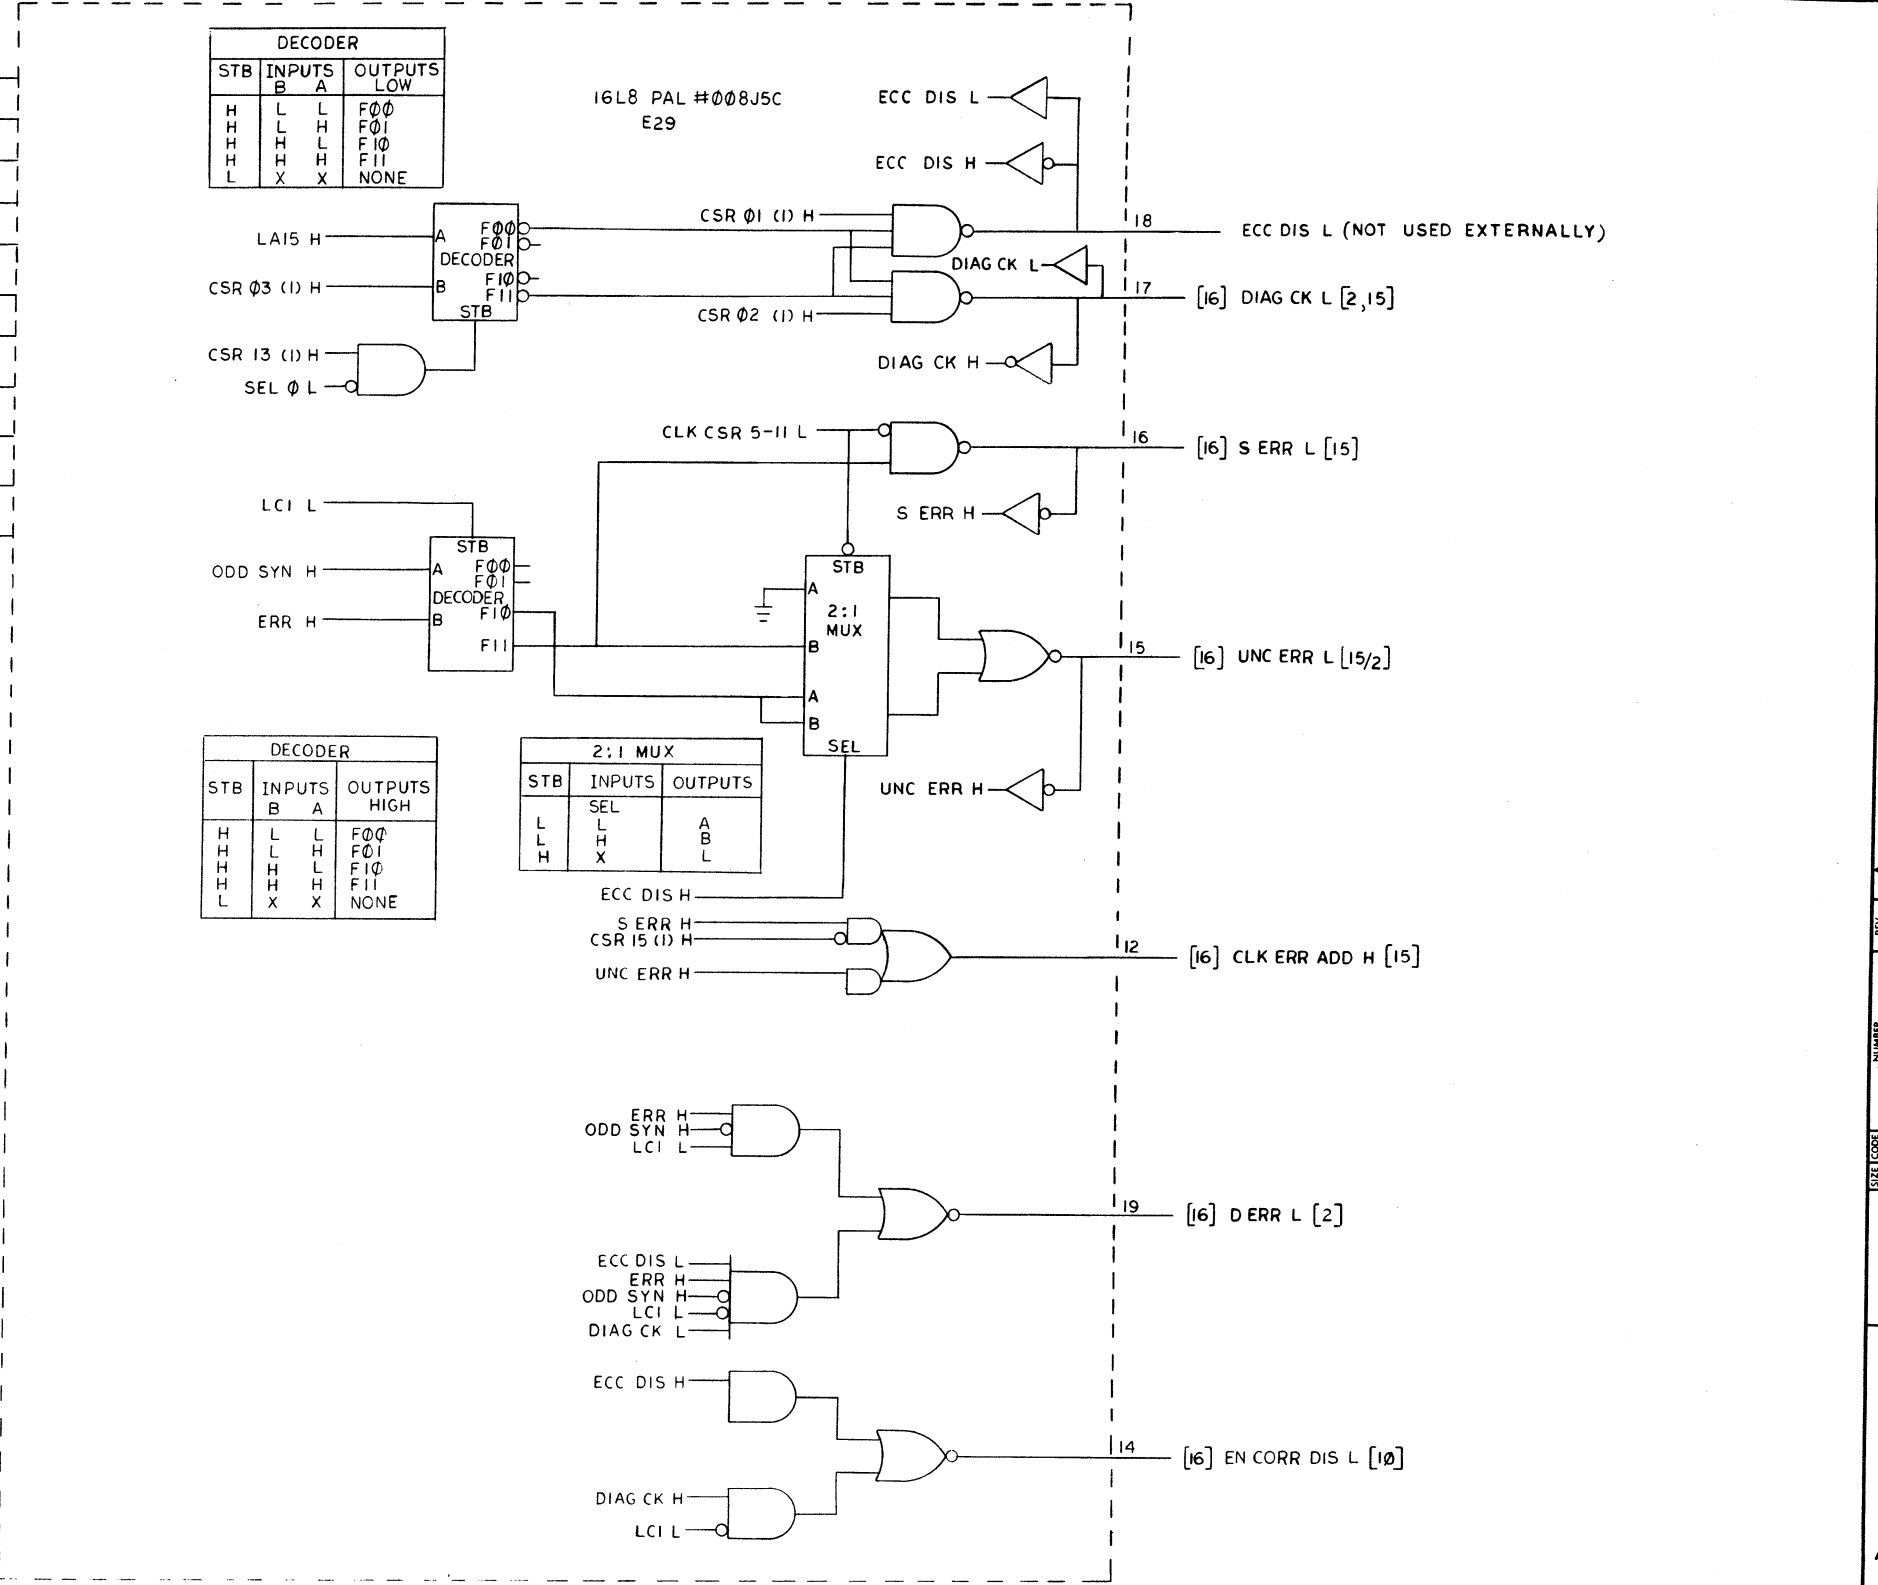 DECODER
STB INPUTS OUTPUTS
B A LOW
H L L FØØ
H L H FØ1
H H L F1Ø
H H H F11
L X X NONE
16L8 PAL #ØØ8J5C
E29
ECC DIS L
ECC DIS H
CSR Ø1 (1) H
18
ECC DIS L (NOT USED EXTERNALLY)
LA15 H
A
FØØ
FØ1
DECODER
F1Ø
F11
CSR Ø3 (1) H
B
STB
DIAG CK L
17
[16] DIAG CK L [2,15]
CSR Ø2 (1) H
CSR 13 (1) H
SEL Ø L
DIAG CK H
CLK CSR 5-11 L
16
[16] S ERR L [15]
S ERR H
LCI L
STB
ODD SYN H
A
FØØ
FØ1
DECODER
F1Ø
ERR H
B
F11
STB
A
2:1
MUX
B
A
B
SEL
15
[16] UNC ERR L [15/2]
UNC ERR H
DECODER
STB INPUTS OUTPUTS
B A HIGH
H L L FØØ
H L H FØ1
H H L F1Ø
H H H F11
L X X NONE
2:1 MUX
STB INPUTS OUTPUTS
SEL
L L A
L H B
H X L
ECC DIS H
S ERR H
CSR 15 (1) H
UNC ERR H
12
[16] CLK ERR ADD H [15]
ERR H
ODD SYN H
LCI L
19
[16] D ERR L [2]
ECC DIS L
ERR H
ODD SYN H
LCI L
DIAG CK L
ECC DIS H
14
[16] EN CORR DIS L [1Ø]
DIAG CK H
LCI L
NUMBER
SIZE CODE